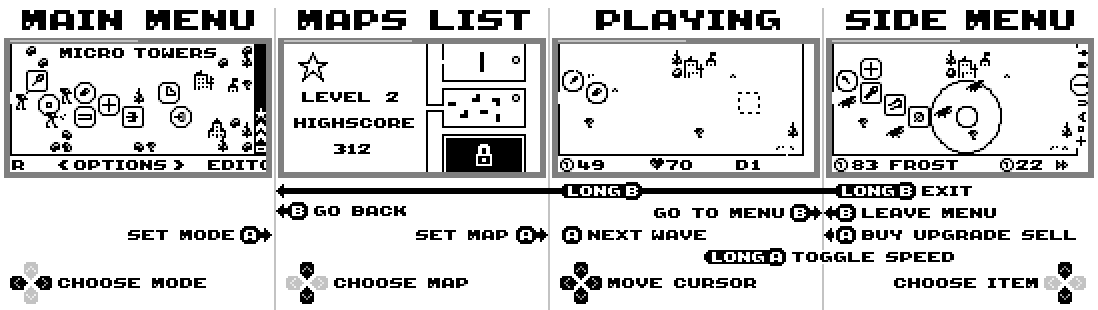 MAIN MENU
MAPS LIST
PLAYING
SIDE MENU
MICRO TOWERS
R <OPTIONS> EDITO
LEVEL 2
HIGHSCORE
312
49 70 D1
83 FROST 22
LONG B
LONG B EXIT
B GO BACK
GO TO MENU B
B LEAVE MENU
SET MODE A
SET MAP A
A NEXT WAVE
A BUY UPGRADE SELL
LONG A TOGGLE SPEED
CHOOSE MODE
CHOOSE MAP
MOVE CURSOR
CHOOSE ITEM